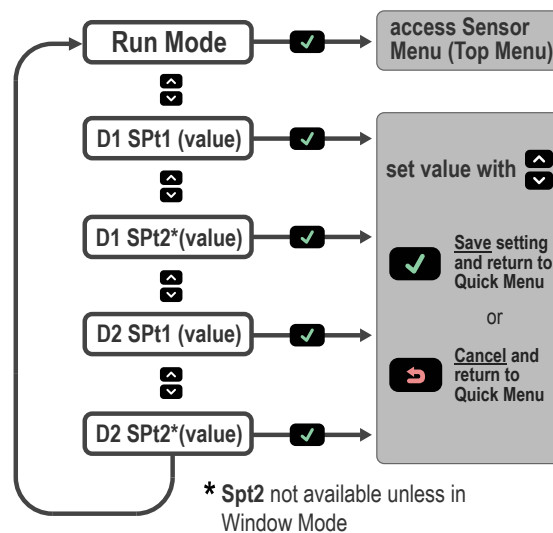 Run Mode
access Sensor
Menu (Top Menu)
D1 SPt1 (value)
set value with
D1 SPt2*(value)
Save setting
and return to
Quick Menu
or
D2 SPt1 (value)
Cancel and
return to
Quick Menu
D2 SPt2*(value)
* Spt2 not available unless in
Window Mode